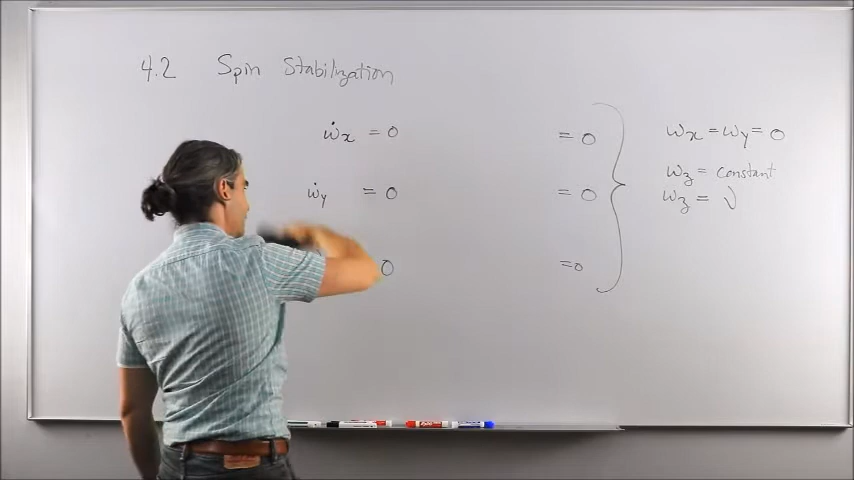 4.2 Spin Stabilization
ω̇x = 0 = 0 ωx = ωy = 0
ωz = constant
ω̇y = 0 = 0 ωz = ν
0 = 0